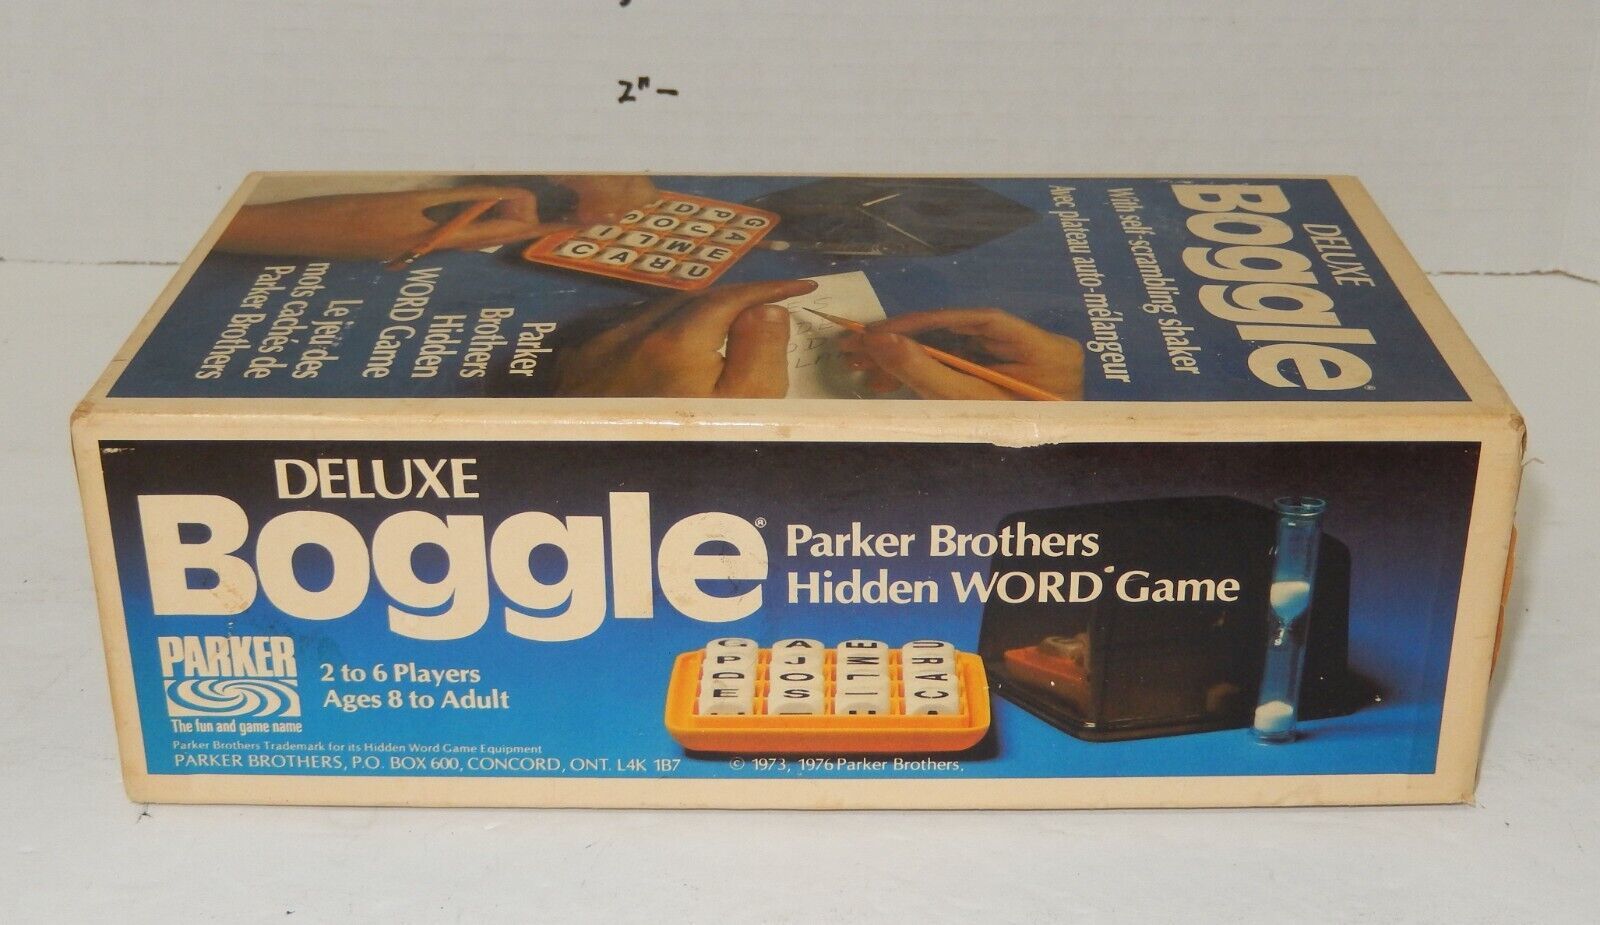 2"-
DELUXE
Boggle®
With self-scrambling shaker
Avec plateau auto-mélangeur
Parker
Brothers
Hidden
WORD Game
Le jeu des
mots cachés de
Parker Brothers
G A E U
P J M R
D O L A
S I C
DELUXE
Boggle®
Parker Brothers
Hidden WORD Game
PARKER
The fun and game name
2 to 6 Players
Ages 8 to Adult
G A E U
P J M R
D O L A
E S I C
Parker Brothers Trademark for its Hidden Word Game Equipment
PARKER BROTHERS, P.O. BOX 600, CONCORD, ONT. L4K 1B7
© 1973, 1976 Parker Brothers.